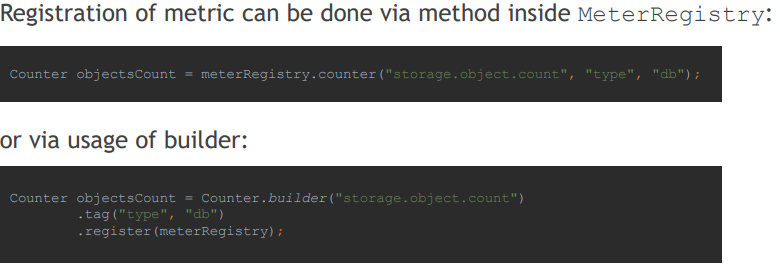 Registration of metric can be done via method inside MeterRegistry:
Counter objectsCount = meterRegistry.counter("storage.object.count", "type", "db");
or via usage of builder:
Counter objectsCount = Counter.builder("storage.object.count")
.tag("type", "db")
.register(meterRegistry);